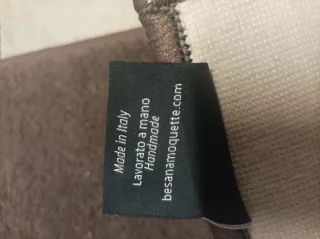 Made in Italy
Lavorato a mano
Handmade
besanamoquette.com